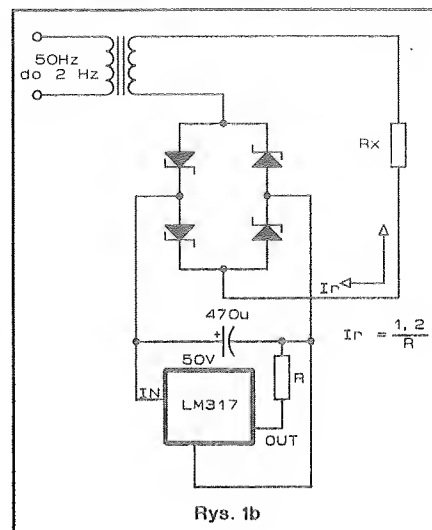 50Hz
do 2 Hz
Rx
Ir
470u
+
50V
Ir = 1,2
R
IN
R
LM317
OUT
Rys. 1b